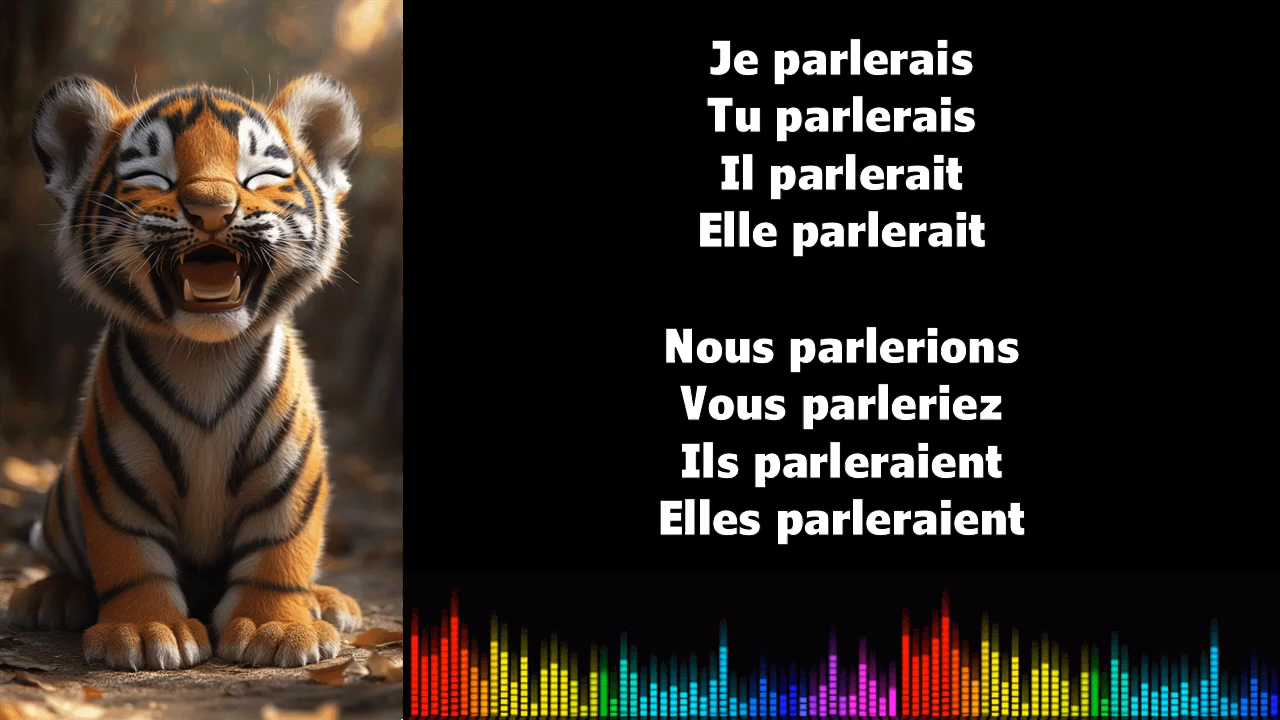 Je parlerais
Tu parlerais
Il parlerait
Elle parlerait
Nous parlerions
Vous parleriez
Ils parleraient
Elles parleraient